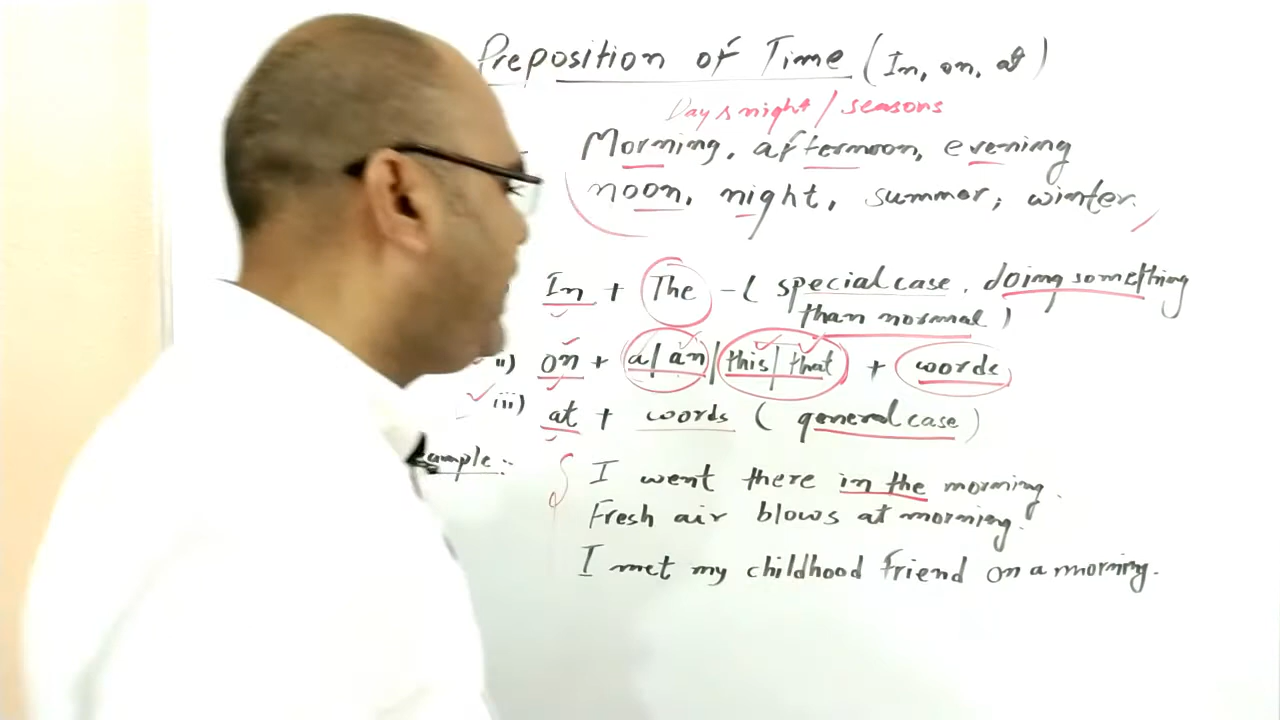 Preposition of Time (In, on, at)
Day & night / seasons
Morning, afternoon, evening
noon, night, summer, winter,
In + The - ( special case, doing something
than normal )
ii) on + a/an/this/that + words
iii) at + words ( general case )
ample :-
I went there in the morning.
Fresh air blows at morning.
I met my childhood friend on a morning.